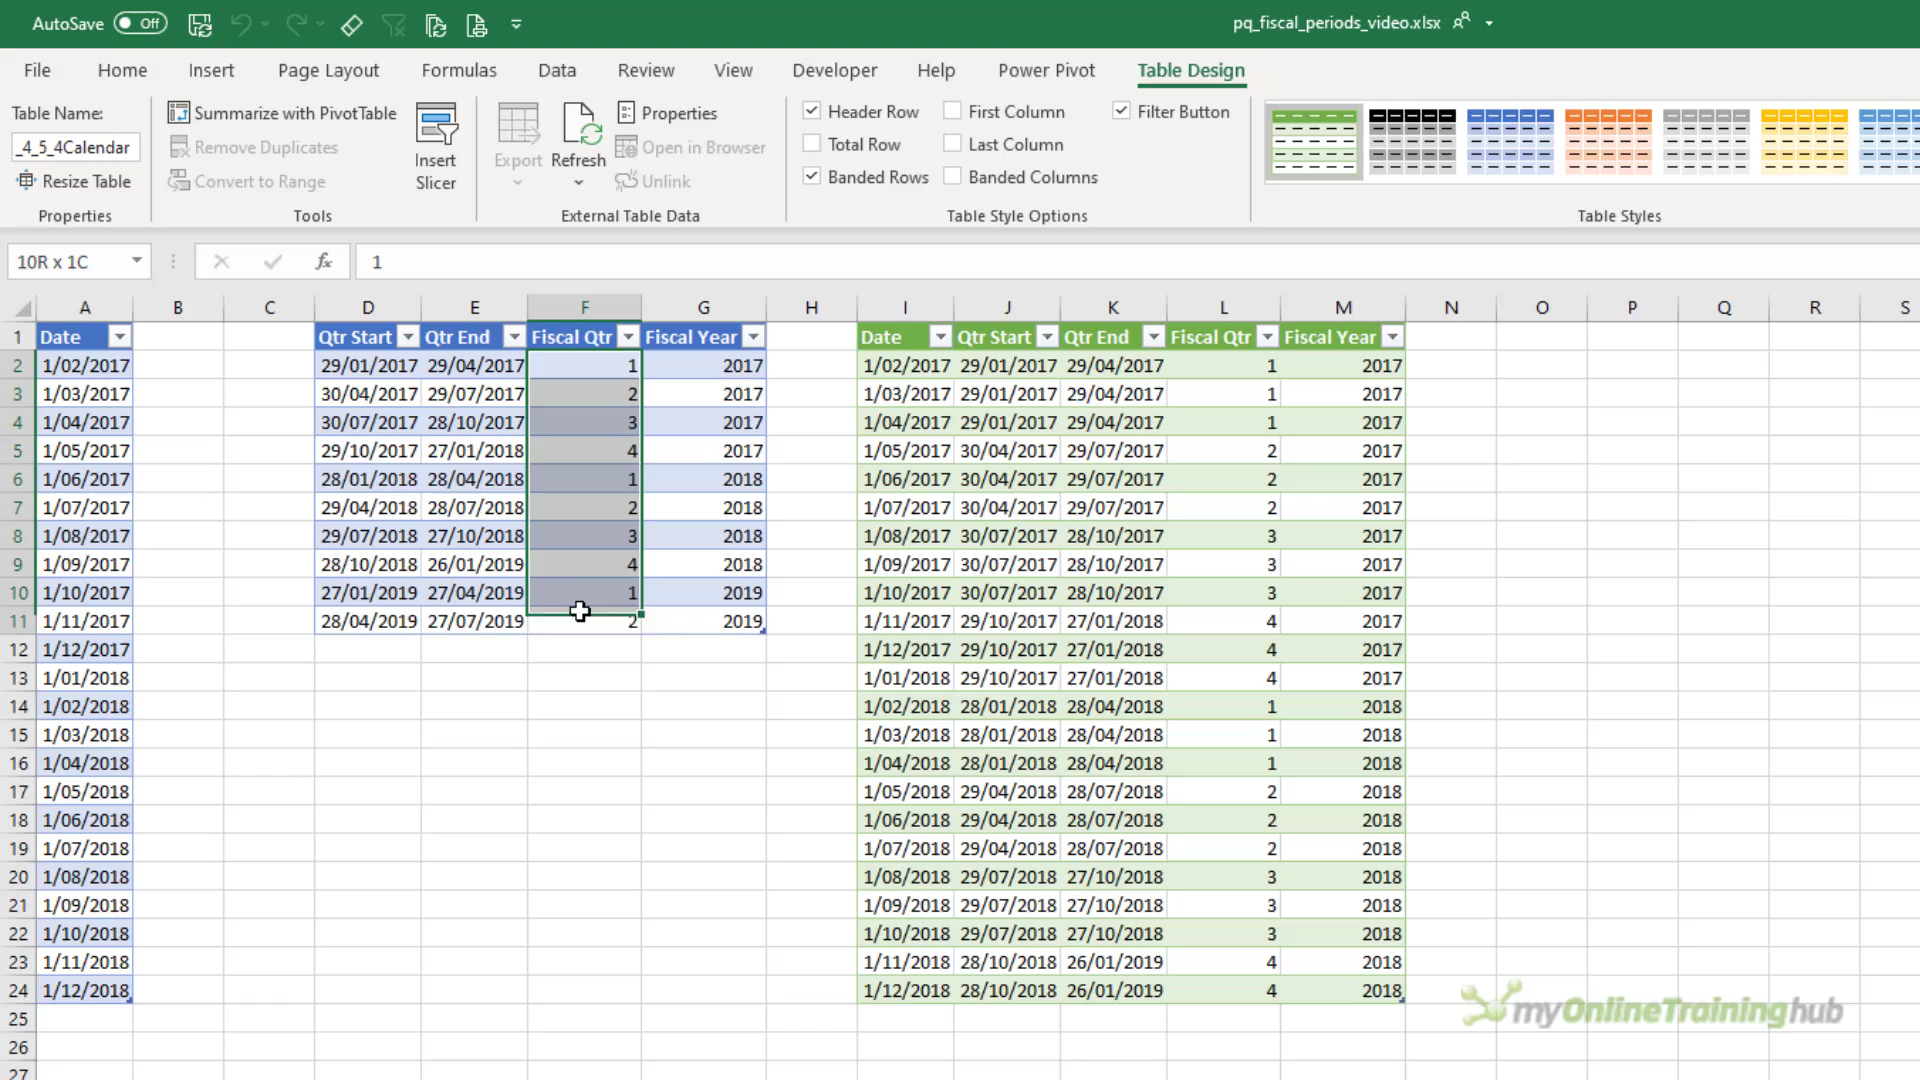 AutoSave Off pq_fiscal_periods_video.xlsx
File Home Insert Page Layout Formulas Data Review View Developer Help Power Pivot Table Design
Table Name:
_4_5_4Calendar
Resize Table
Properties
Summarize with PivotTable
Remove Duplicates
Convert to Range
Tools
Insert
Slicer
Export
Refresh
Properties
Open in Browser
Unlink
External Table Data
Header Row First Column Filter Button
Total Row Last Column
Banded Rows Banded Columns
Table Style Options
Table Styles
10R x 1C fx 1
A B C D E F G H I J K L M N O P Q R S
1 Date Qtr Start Qtr End Fiscal Qtr Fiscal Year Date Qtr Start Qtr End Fiscal Qtr Fiscal Year
2 1/02/2017 29/01/2017 29/04/2017 1 2017 1/02/2017 29/01/2017 29/04/2017 1 2017
3 1/03/2017 30/04/2017 29/07/2017 2 2017 1/03/2017 29/01/2017 29/04/2017 1 2017
4 1/04/2017 30/07/2017 28/10/2017 3 2017 1/04/2017 29/01/2017 29/04/2017 1 2017
5 1/05/2017 29/10/2017 27/01/2018 4 2017 1/05/2017 30/04/2017 29/07/2017 2 2017
6 1/06/2017 28/01/2018 28/04/2018 1 2018 1/06/2017 30/04/2017 29/07/2017 2 2017
7 1/07/2017 29/04/2018 28/07/2018 2 2018 1/07/2017 30/04/2017 29/07/2017 2 2017
8 1/08/2017 29/07/2018 27/10/2018 3 2018 1/08/2017 30/07/2017 28/10/2017 3 2017
9 1/09/2017 28/10/2018 26/01/2019 4 2018 1/09/2017 30/07/2017 28/10/2017 3 2017
10 1/10/2017 27/01/2019 27/04/2019 1 2019 1/10/2017 30/07/2017 28/10/2017 3 2017
11 1/11/2017 28/04/2019 27/07/2019 2 2019 1/11/2017 29/10/2017 27/01/2018 4 2017
12 1/12/2017 1/12/2017 29/10/2017 27/01/2018 4 2017
13 1/01/2018 1/01/2018 29/10/2017 27/01/2018 4 2017
14 1/02/2018 1/02/2018 28/01/2018 28/04/2018 1 2018
15 1/03/2018 1/03/2018 28/01/2018 28/04/2018 1 2018
16 1/04/2018 1/04/2018 28/01/2018 28/04/2018 1 2018
17 1/05/2018 1/05/2018 29/04/2018 28/07/2018 2 2018
18 1/06/2018 1/06/2018 29/04/2018 28/07/2018 2 2018
19 1/07/2018 1/07/2018 29/04/2018 28/07/2018 2 2018
20 1/08/2018 1/08/2018 29/07/2018 27/10/2018 3 2018
21 1/09/2018 1/09/2018 29/07/2018 27/10/2018 3 2018
22 1/10/2018 1/10/2018 29/07/2018 27/10/2018 3 2018
23 1/11/2018 1/11/2018 28/10/2018 26/01/2019 4 2018
24 1/12/2018 1/12/2018 28/10/2018 26/01/2019 4 2018
25
26
27
myOnlineTraininghub